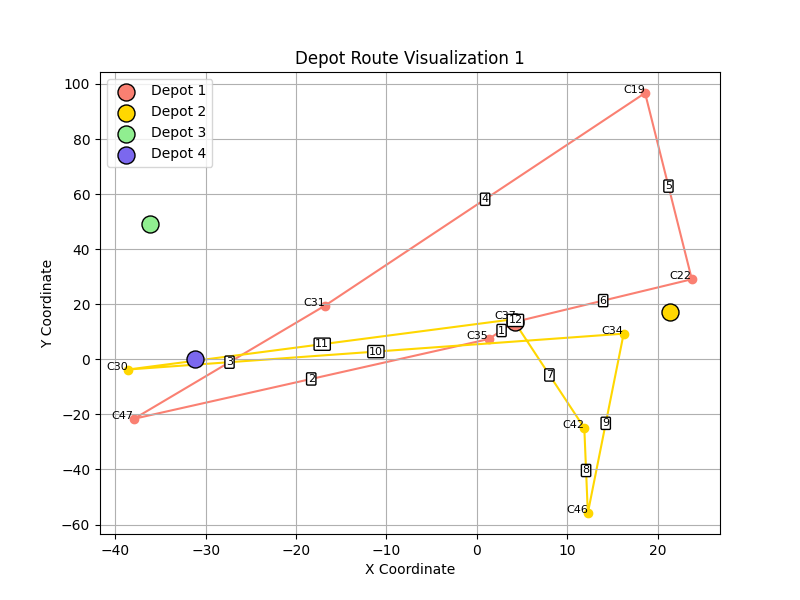 Depot Route Visualization 1
Depot 1
Depot 2
Depot 3
Depot 4
100
80
60
40
20
0
−20
−40
−60
−40
−30
−20
−10
0
10
20
X Coordinate
Y Coordinate
C19
4
5
C22
C31
6
C37
12
C35
1
C34
11
10
3
C30
2
7
C47
C42
9
8
C46